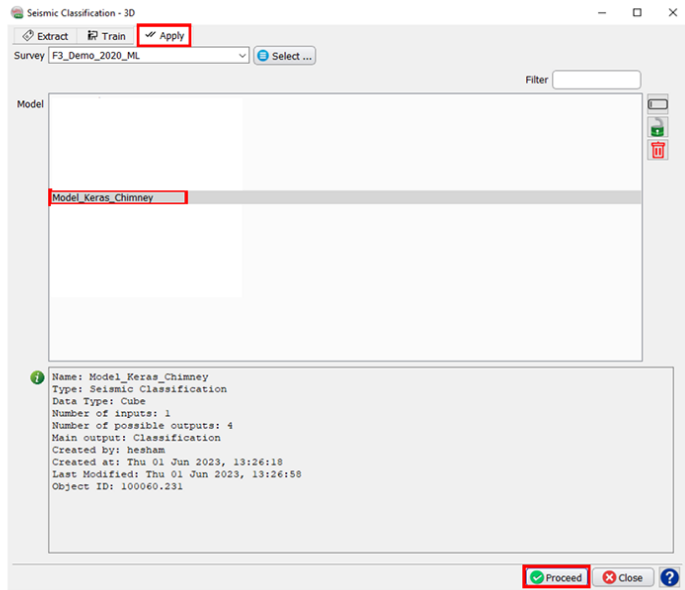 Seismic Classification - 3D
Extract Train Apply
Survey F3_Demo_2020_ML Select ...
Filter
Model
Model_Keras_Chimney
Name: Model_Keras_Chimney
Type: Seismic Classification
Data Type: Cube
Number of inputs: 1
Number of possible outputs: 4
Main output: Classification
Created by: hesham
Created at: Thu 01 Jun 2023, 13:26:18
Last Modified: Thu 01 Jun 2023, 13:26:58
Object ID: 100060.231
Proceed Close ?